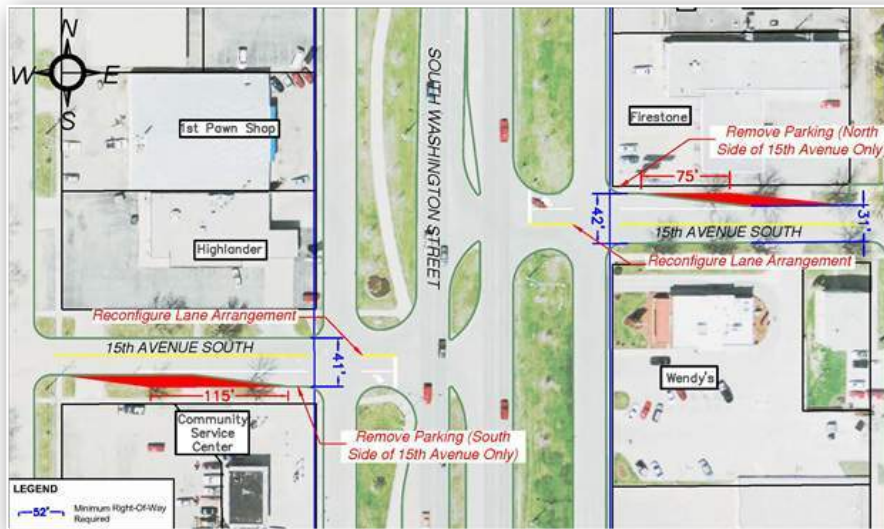 N
W
E
S
1st Pawn Shop
Highlander
SOUTH WASHINGTON STREET
Firestone
Remove Parking (North
Side of 15th Avenue Only)
75'
42'
31'
15th AVENUE SOUTH
Reconfigure Lane Arrangement
Reconfigure Lane Arrangement
15th AVENUE SOUTH
41'
115'
Community
Service
Center
Remove Parking (South
Side of 15th Avenue Only)
Wendy's
LEGEND
52' Minimum Right-Of-Way
Required